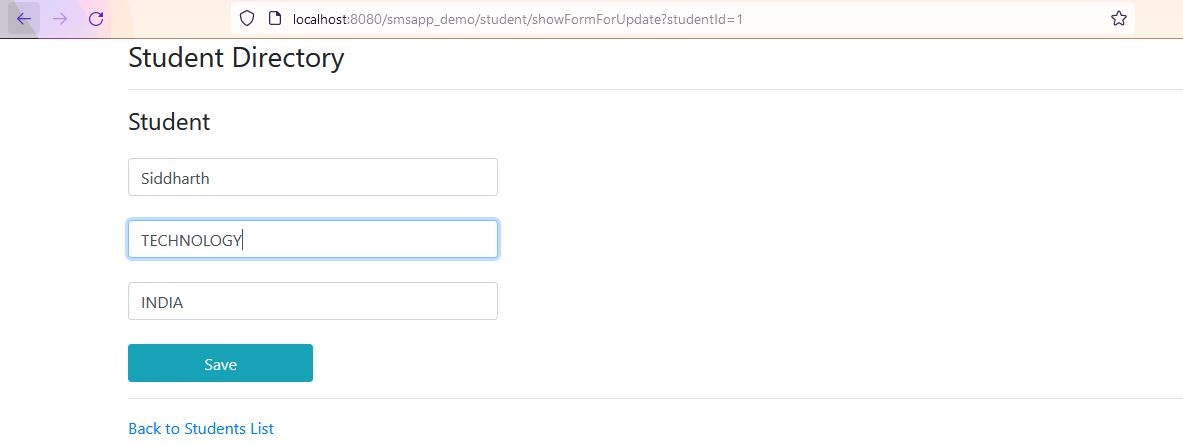 localhost:8080/smsapp_demo/student/showFormForUpdate?studentId=1
Student Directory
Student
Siddharth
TECHNOLOGY
INDIA
Save
Back to Students List